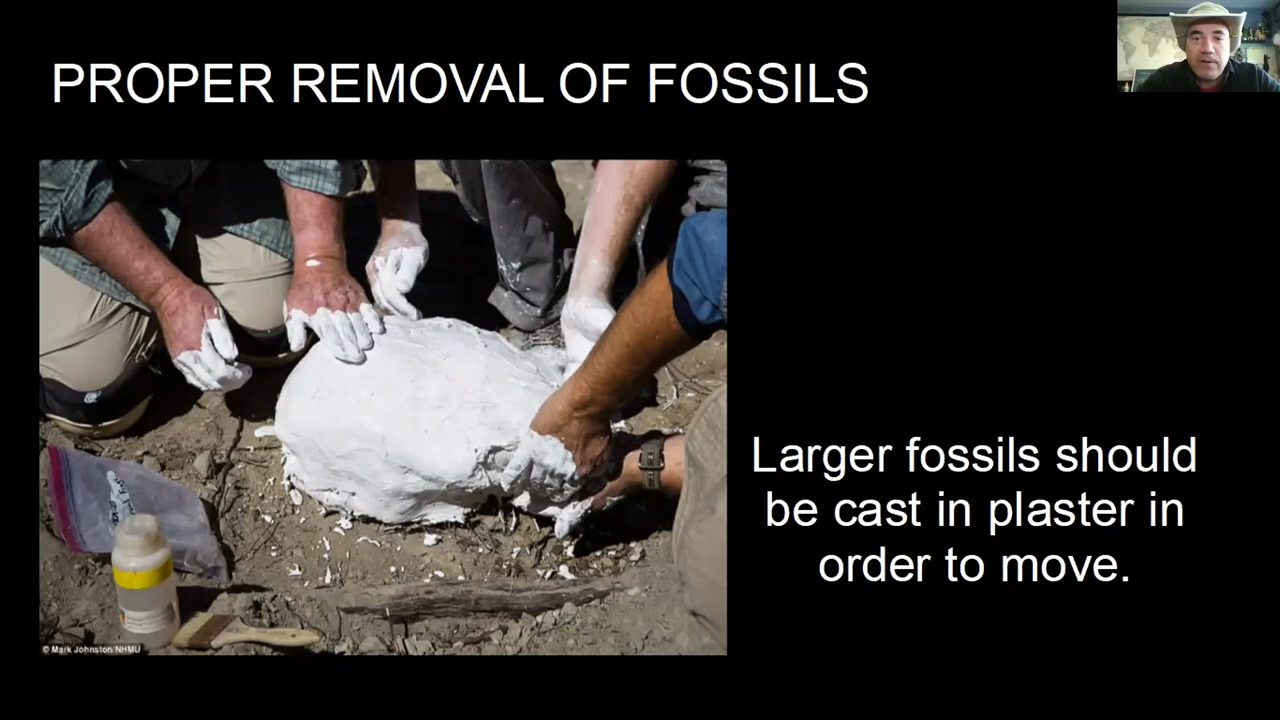 PROPER REMOVAL OF FOSSILS
Larger fossils should
be cast in plaster in
order to move.
© Mark Johnston/NHMU